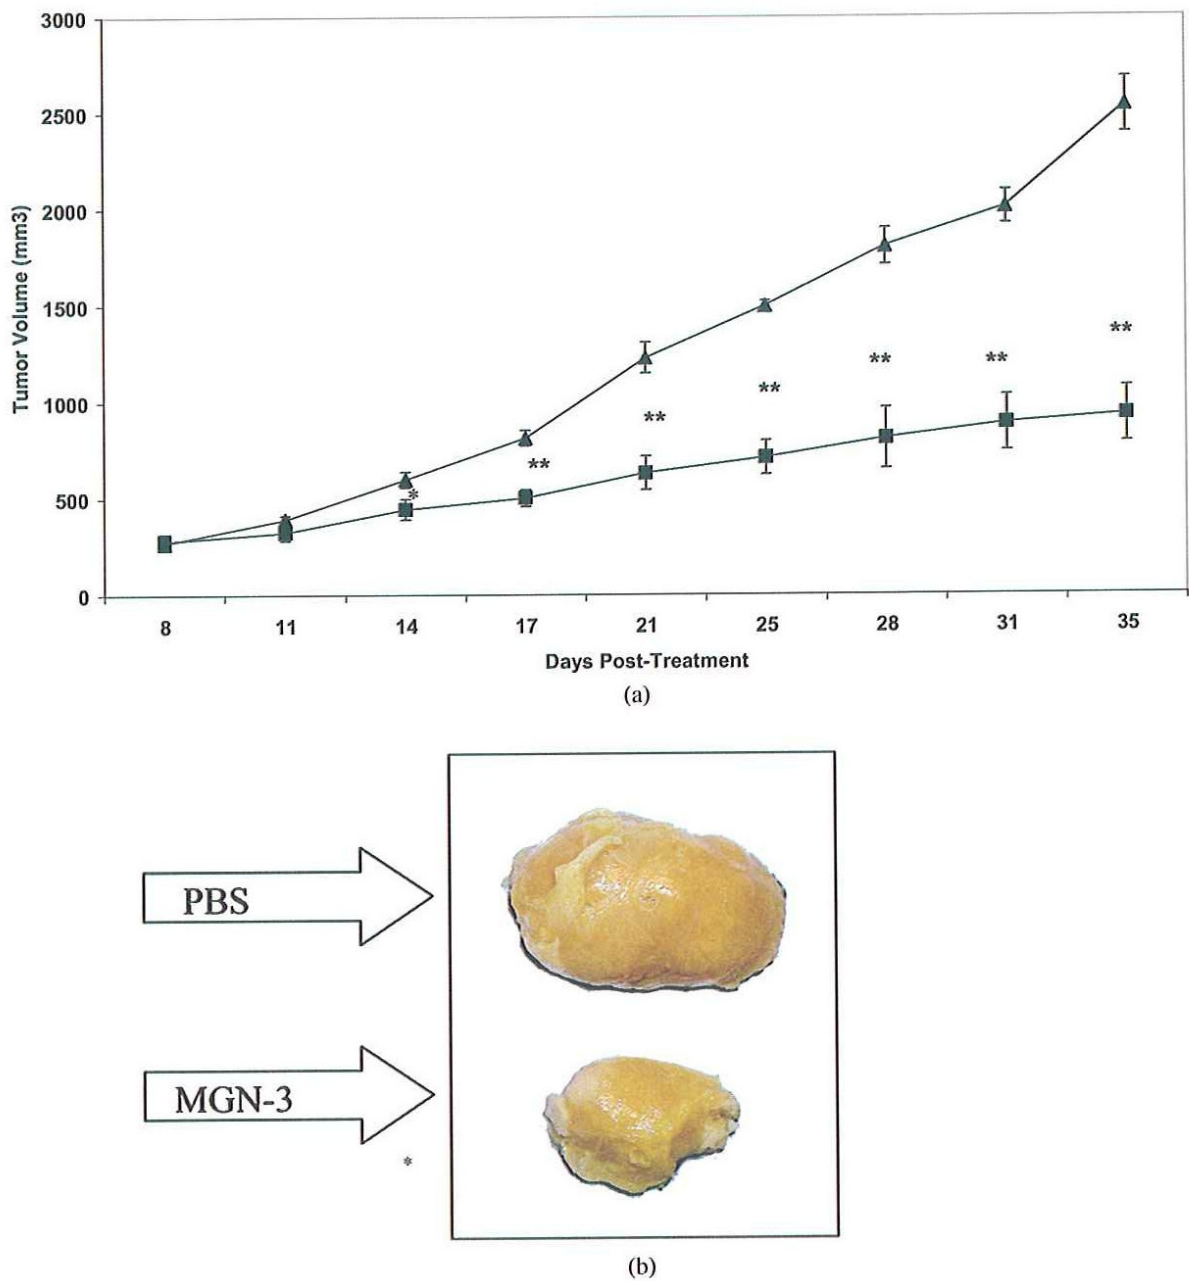 3000
2500
2000
1500
1000
500
0
Tumor Volume (mm3)
*
**
**
**
**
**
**
8 11 14 17 21 25 28 31 35
Days Post-Treatment
(a)
PBS
MGN-3
*
(b)